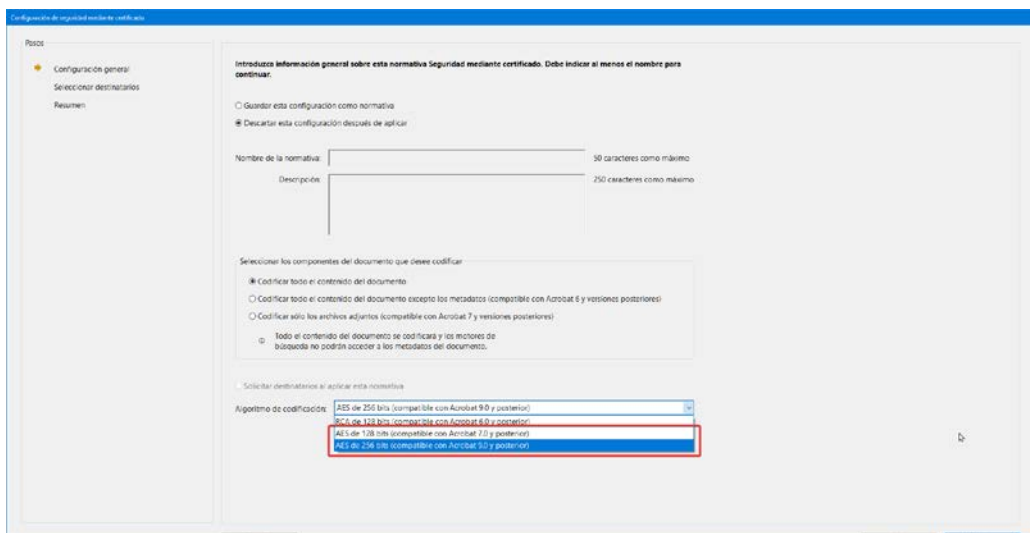 Configuración de seguridad mediante certificado
Pasos
Configuración general
Seleccionar destinatarios
Resumen
Introduzca información general sobre esta normativa Seguridad mediante certificado. Debe indicar al menos el nombre para
continuar.
Guardar esta configuración como normativa
Descartar esta configuración después de aplicar
Nombre de la normativa:
50 caracteres como máximo
Descripción:
250 caracteres como máximo
Seleccionar los componentes del documento que desee codificar
Codificar todo el contenido del documento
Codificar todo el contenido del documento excepto los metadatos (compatible con Acrobat 6 y versiones posteriores)
Codificar sólo los archivos adjuntos (compatible con Acrobat 7 y versiones posteriores)
Todo el contenido del documento se codificará y los motores de
búsqueda no podrán acceder a los metadatos del documento.
Solicitar destinatarios al aplicar esta normativa
Algoritmo de codificación:
AES de 256 bits (compatible con Acrobat 9.0 y posterior)
RC4 de 128 bits (compatible con Acrobat 6.0 y posterior)
AES de 128 bits (compatible con Acrobat 7.0 y posterior)
AES de 256 bits (compatible con Acrobat 9.0 y posterior)